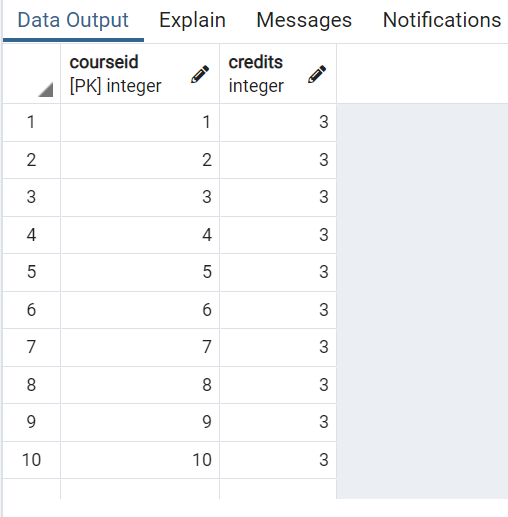 Data Output Explain Messages Notifications
courseid credits
[PK] integer integer
1 1 3
2 2 3
3 3 3
4 4 3
5 5 3
6 6 3
7 7 3
8 8 3
9 9 3
10 10 3